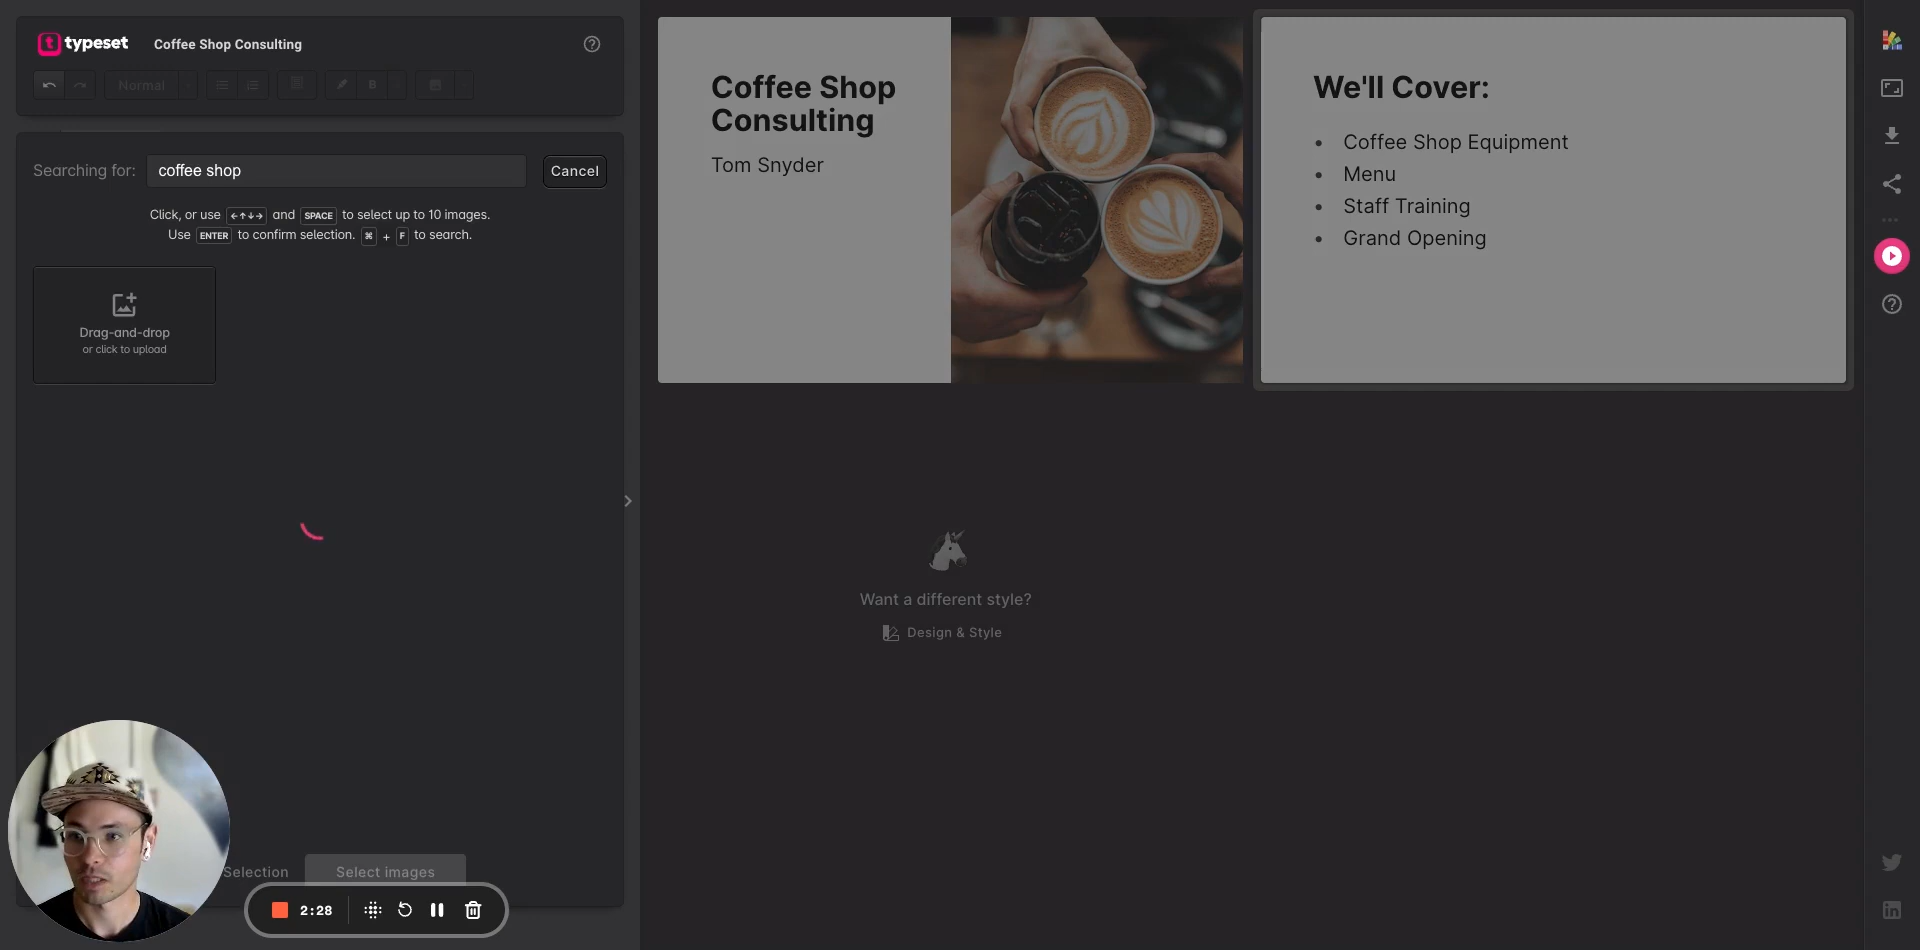 typeset
Coffee Shop Consulting
Normal
B
Searching for:
coffee shop
Cancel
Click, or use ←↑↓→ and SPACE to select up to 10 images.
Use ENTER to confirm selection. ⌘ + F to search.
Drag-and-drop
or click to upload
Selection
Select images
2:28
Coffee Shop
Consulting
Tom Snyder
We'll Cover:
• Coffee Shop Equipment
• Menu
• Staff Training
• Grand Opening
Want a different style?
Design & Style